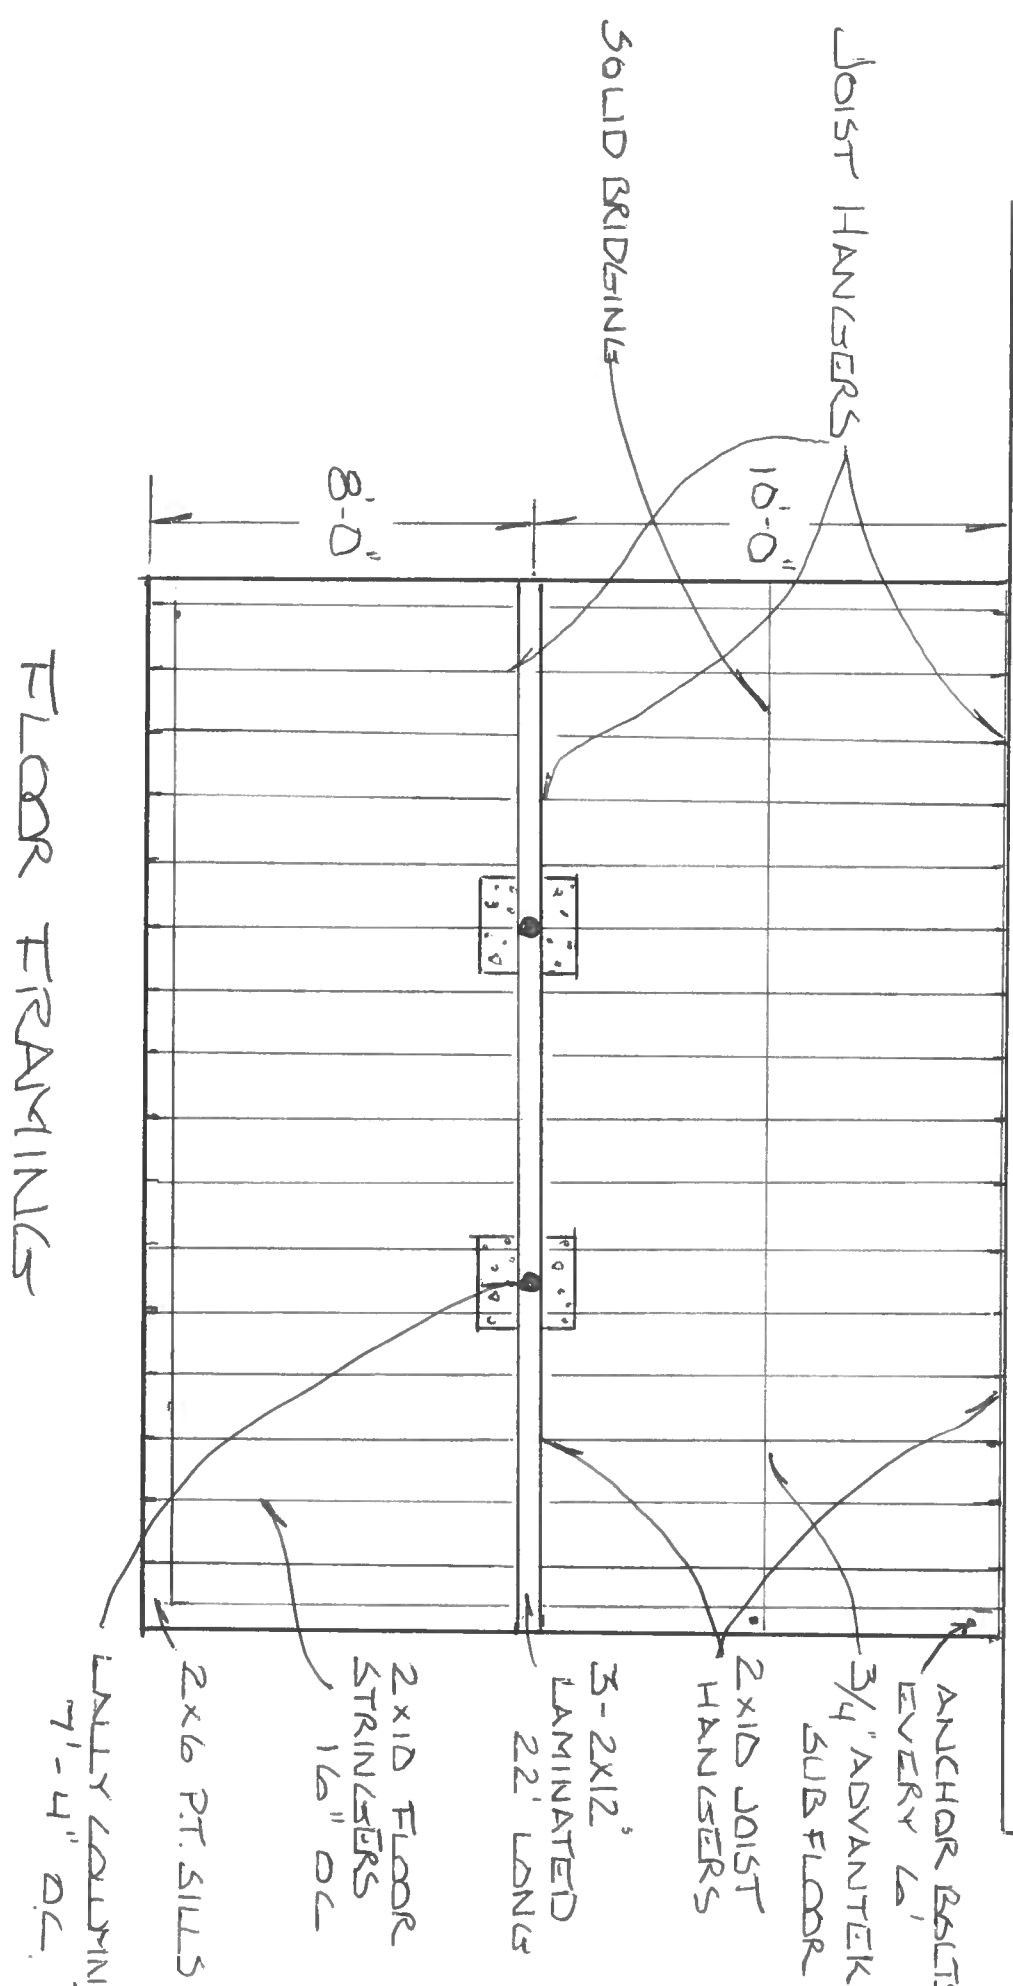 JOIST HANGERS
SOLID BRIDGING
10'-0"
8'-0"
ANCHOR BOLTS
EVERY 6'
3/4" ADVANTEK
SUB FLOOR
2X10 JOIST
HANGERS
3-2X12'S
LAMINATED
22' LONG
2X10 FLOOR
STRINGERS
16" OC
2X6 P.T. SILLS
LALLY COLUMN
7'-4" O.C.
FLOOR FRAMING